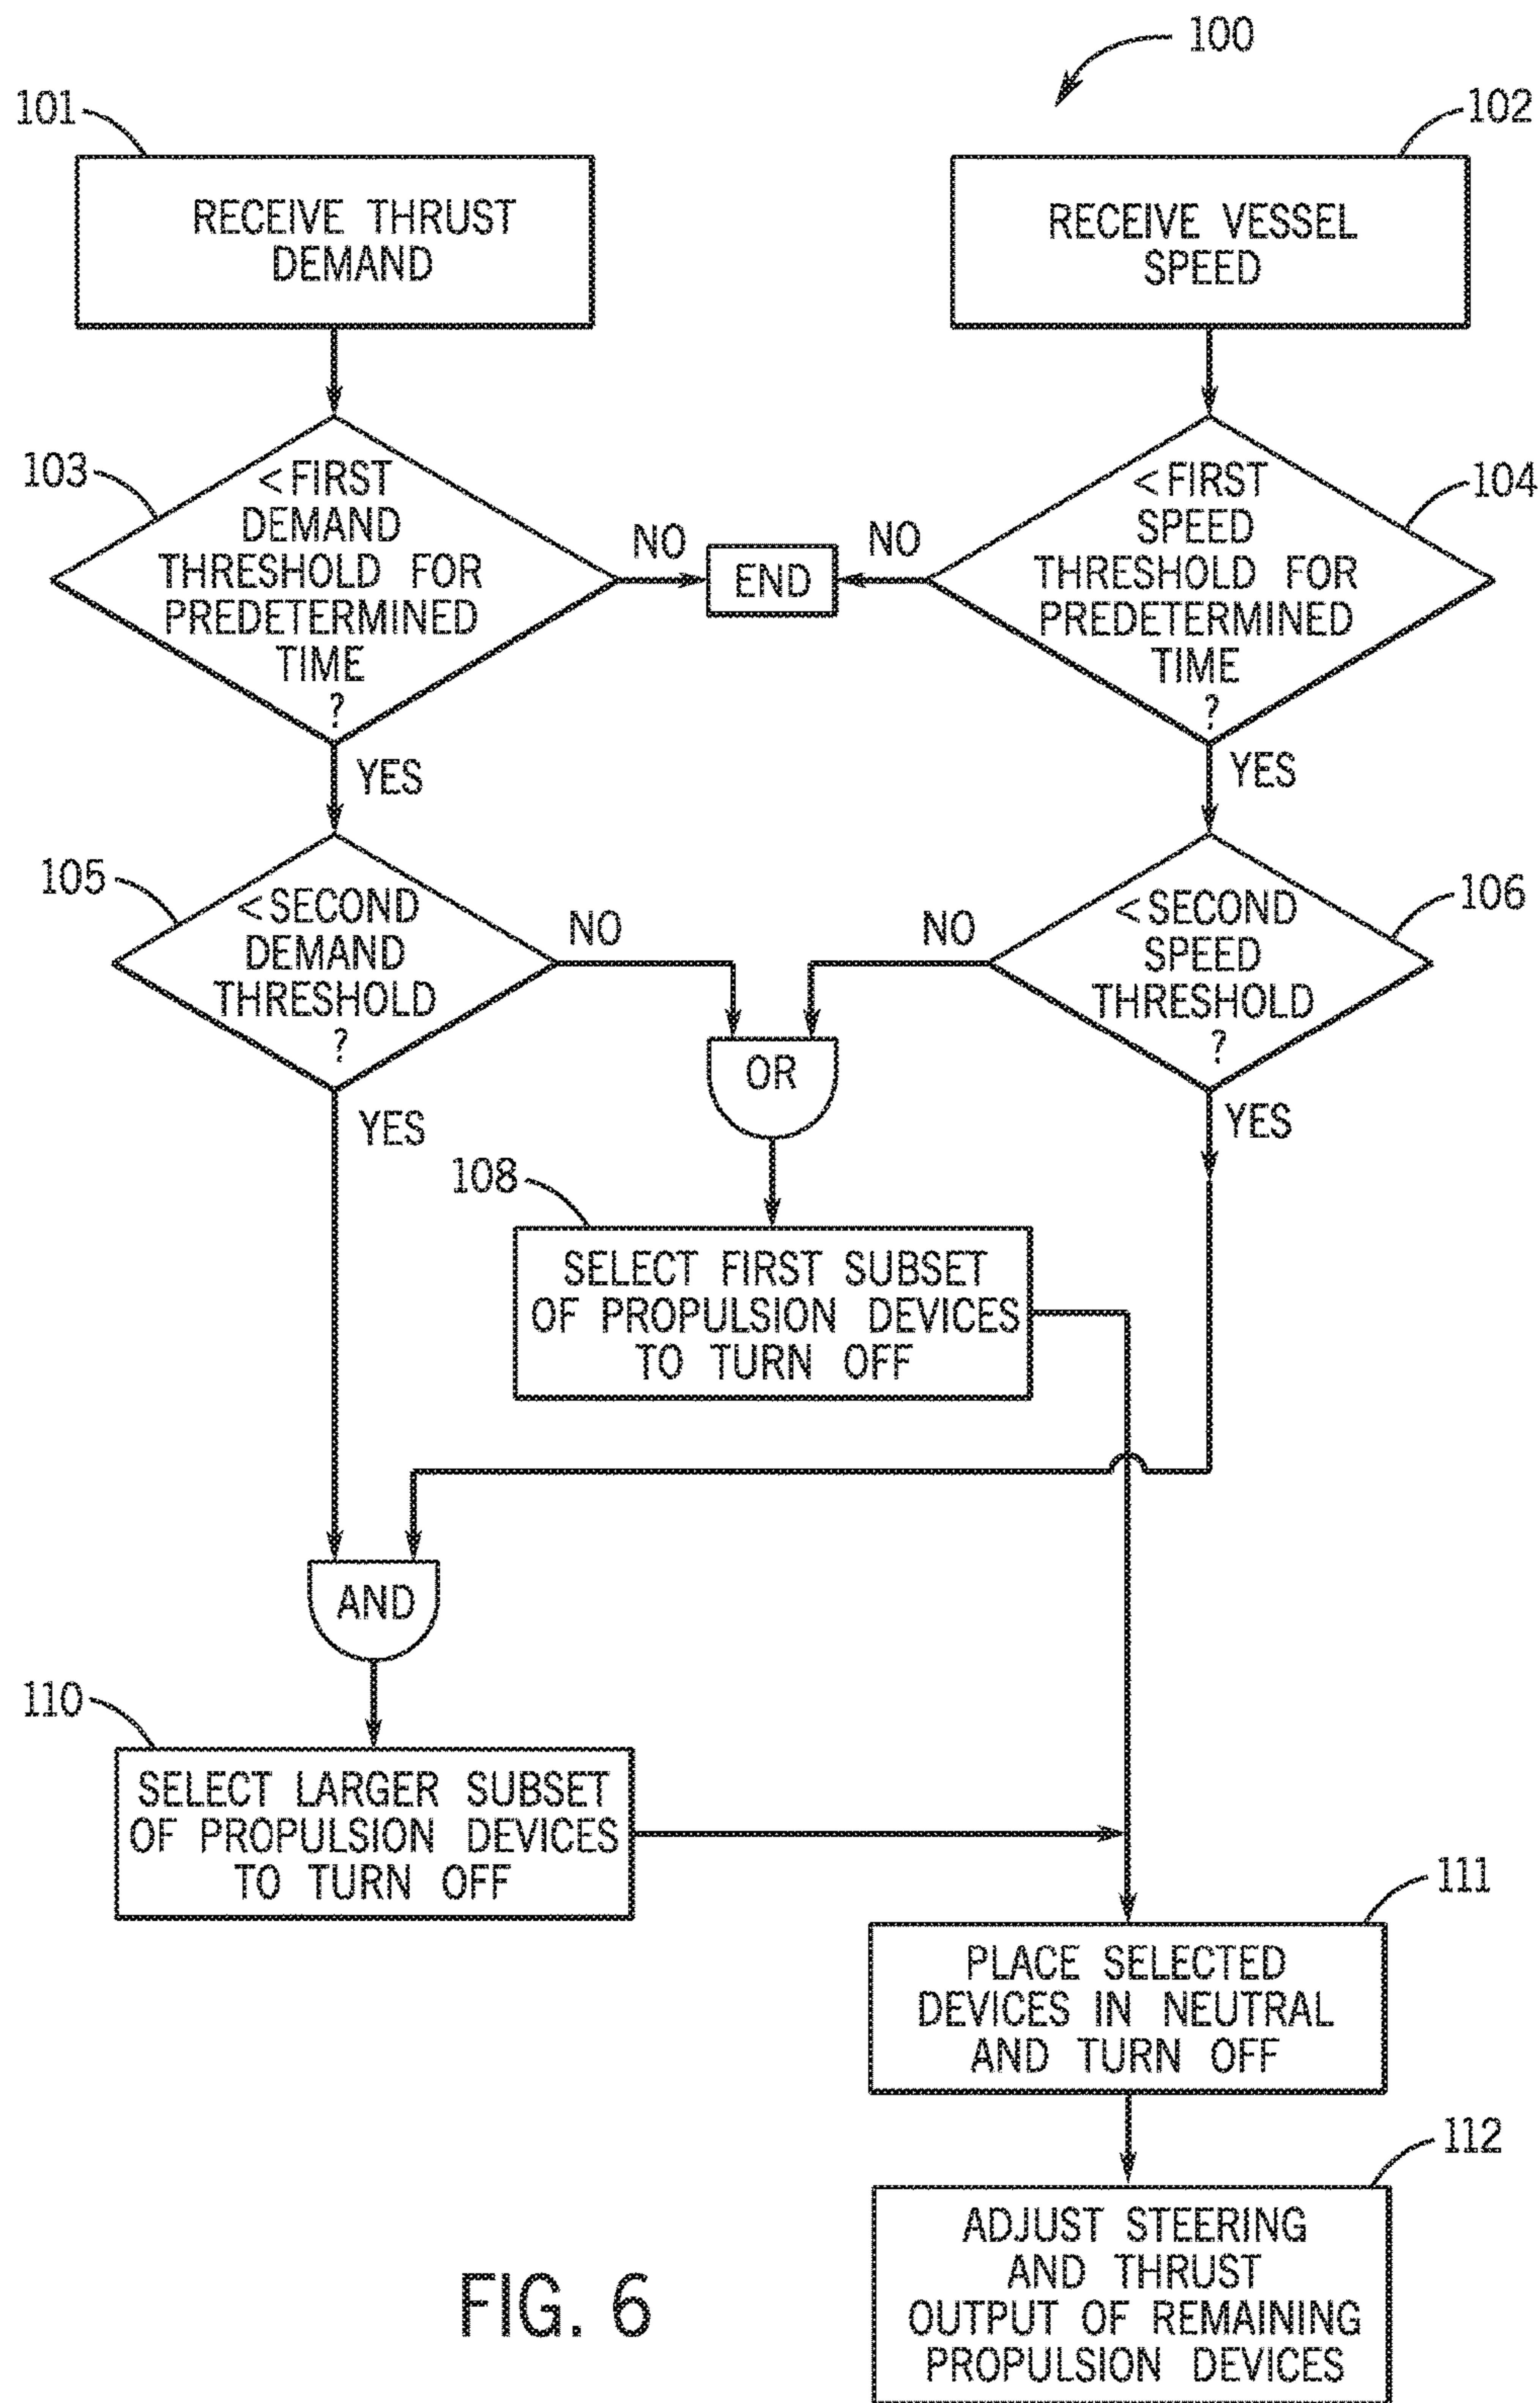 100
101
102
RECEIVE THRUST
DEMAND
RECEIVE VESSEL
SPEED
103
< FIRST
DEMAND
THRESHOLD FOR
PREDETERMINED
TIME
?
NO
END
NO
104
< FIRST
SPEED
THRESHOLD FOR
PREDETERMINED
TIME
?
YES
YES
105
< SECOND
DEMAND
THRESHOLD
?
NO
NO
106
< SECOND
SPEED
THRESHOLD
?
OR
YES
YES
108
SELECT FIRST SUBSET
OF PROPULSION DEVICES
TO TURN OFF
AND
110
SELECT LARGER SUBSET
OF PROPULSION DEVICES
TO TURN OFF
111
PLACE SELECTED
DEVICES IN NEUTRAL
AND TURN OFF
112
ADJUST STEERING
AND THRUST
OUTPUT OF REMAINING
PROPULSION DEVICES
FIG. 6